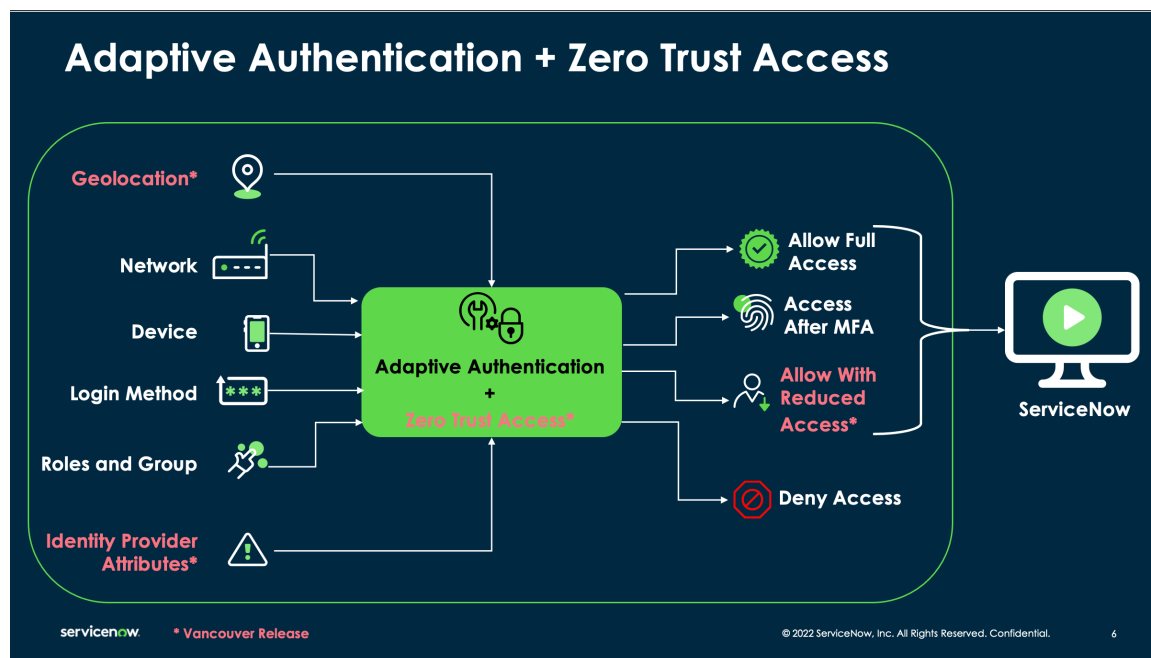 Adaptive Authentication + Zero Trust Access
Geolocation*
Network
Device
Login Method
***
Roles and Group
Identity Provider
Attributes*
Adaptive Authentication
+
Zero Trust Access*
Allow Full
Access
Access
After MFA
Allow With
Reduced
Access*
Deny Access
ServiceNow
servicenow
* Vancouver Release
© 2022 ServiceNow, Inc. All Rights Reserved. Confidential.
6